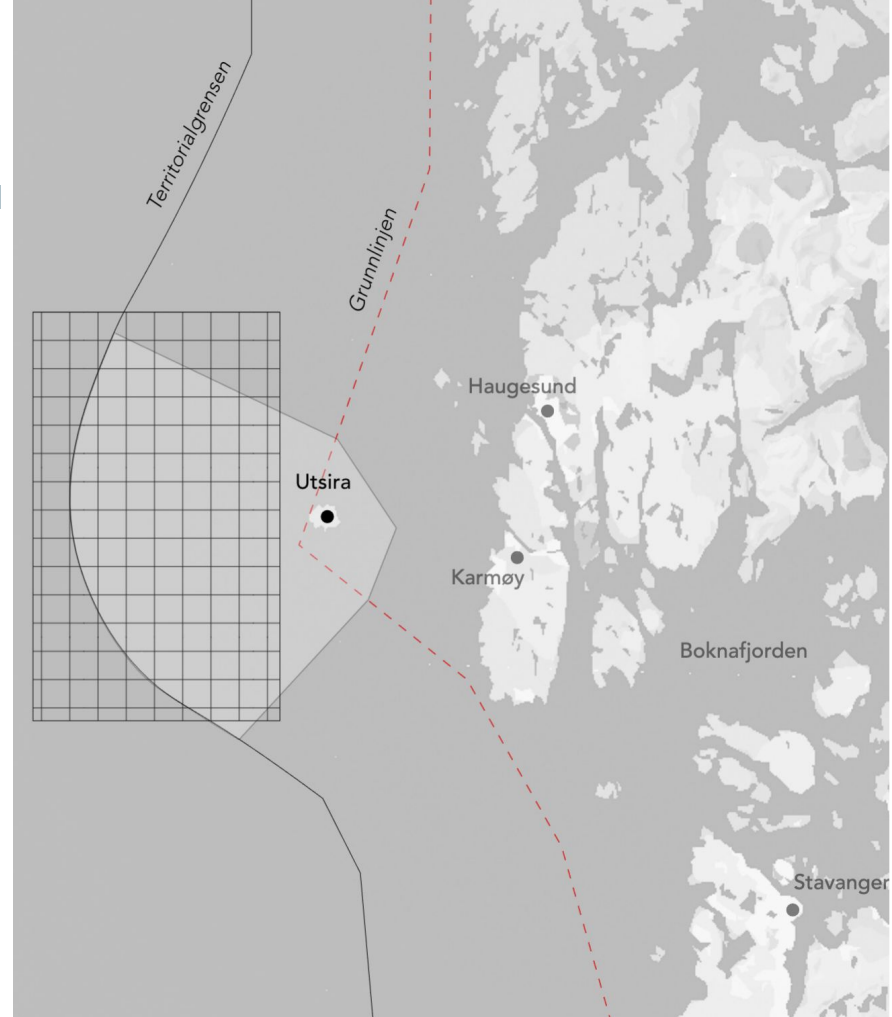 Territorialgrensen
Grunnlinjen
Haugesund
Utsira
Karmøy
Boknafjorden
Stavanger